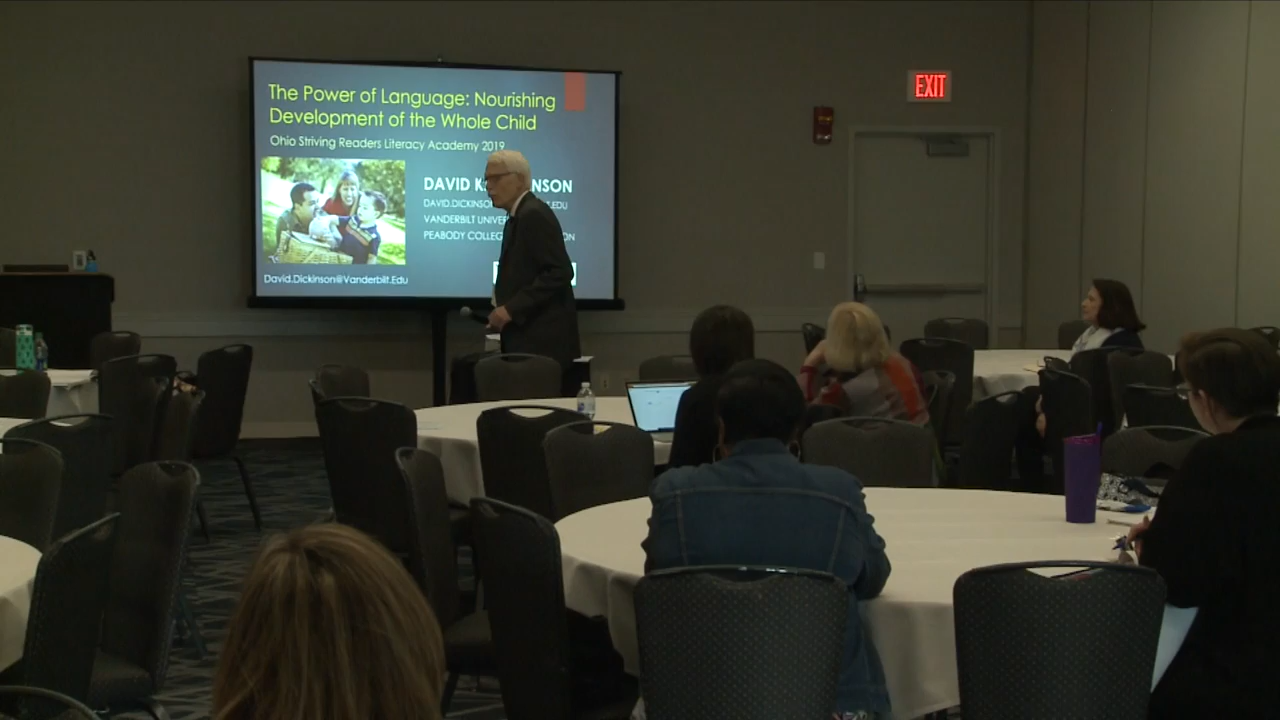 The Power of Language: Nourishing
Development of the Whole Child
Ohio Striving Readers Literacy Academy 2019
DAVID K NSON
DAVID.DICKINSON .EDU
VANDERBILT UNIVER
PEABODY COLLEG ON
David.Dickinson@Vanderbilt.Edu
EXIT